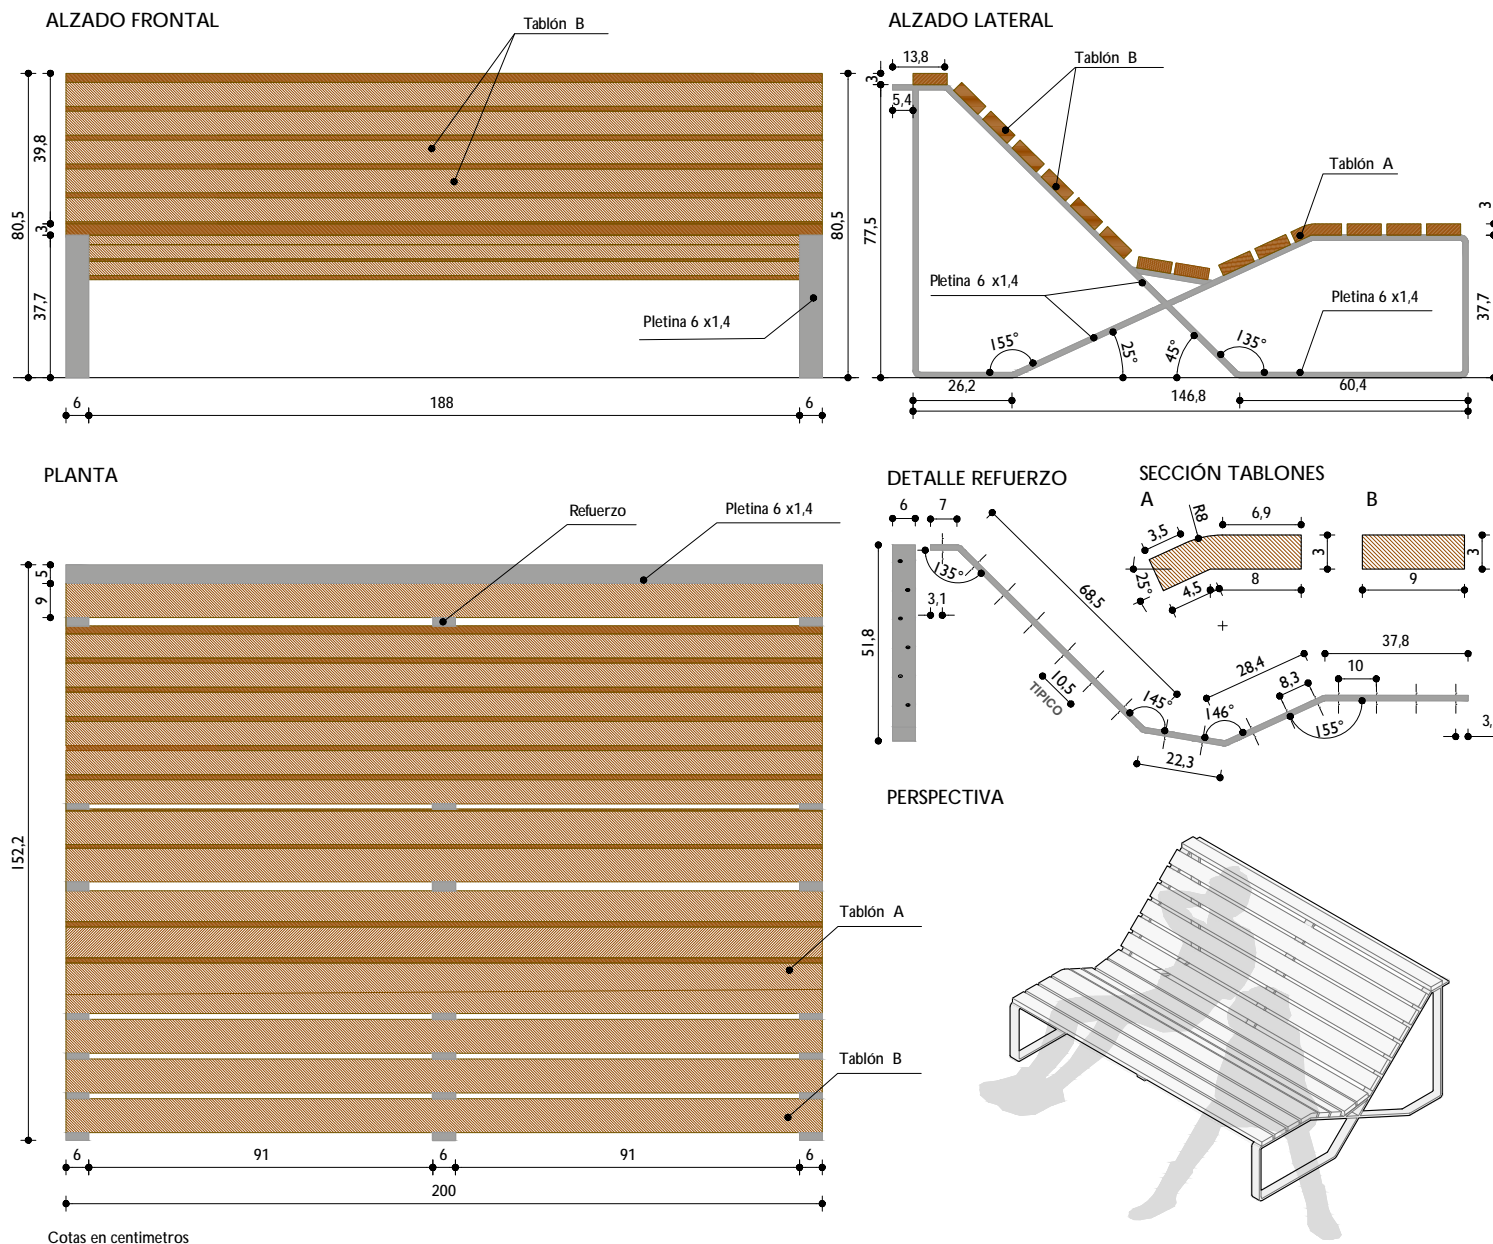 ALZADO FRONTAL
Tablón B
39,8
3
80,5
37,7
80,5
Pletina 6 x1,4
6
188
6
ALZADO LATERAL
13,8
3
5,4
77,5
Tablón B
Tablón A
3
37,7
Pletina 6 x1,4
Pletina 6 x1,4
155°
25°
45°
135°
26,2
60,4
146,8
PLANTA
Refuerzo
Pletina 6 x1,4
5
9
152,2
Tablón A
Tablón B
6
91
6
91
6
200
Cotas en centimetros
DETALLE REFUERZO
6
7
51,8
135°
3,1
68,5
10,5
TIPICO
145°
146°
22,3
28,4
8,3
155°
10
37,8
3,
SECCIÓN TABLONES
A
B
3,5
R8
6,9
3
25°
4,5
8
3
9
PERSPECTIVA